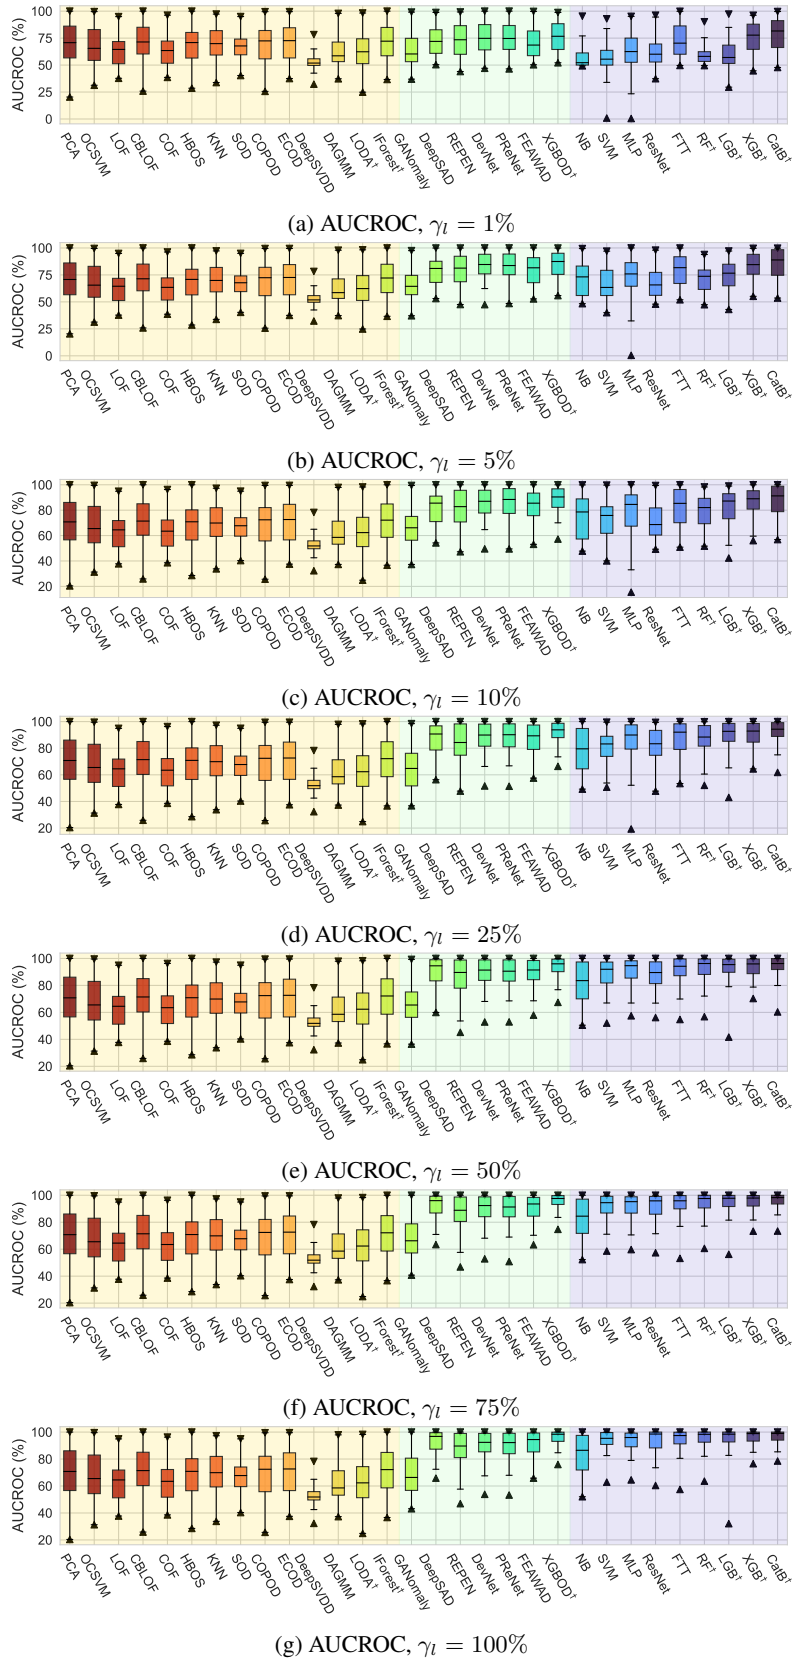 AUCROC (%)
100
75
50
25
0
PCA OCSVM LOF CBLOF COF HBOS KNN SOD COPOD ECOD DeepSVDD DAGMM LODA† IForest† GANomaly DeepSAD REPEN DevNet PReNet FEAWAD XGBOD† NB SVM MLP ResNet FTT RF† LGB† XGB† CatB†
(a) AUCROC, γl = 1%
AUCROC (%)
100
75
50
25
0
PCA OCSVM LOF CBLOF COF HBOS KNN SOD COPOD ECOD DeepSVDD DAGMM LODA† IForest† GANomaly DeepSAD REPEN DevNet PReNet FEAWAD XGBOD† NB SVM MLP ResNet FTT RF† LGB† XGB† CatB†
(b) AUCROC, γl = 5%
AUCROC (%)
100
80
60
40
20
PCA OCSVM LOF CBLOF COF HBOS KNN SOD COPOD ECOD DeepSVDD DAGMM LODA† IForest† GANomaly DeepSAD REPEN DevNet PReNet FEAWAD XGBOD† NB SVM MLP ResNet FTT RF† LGB† XGB† CatB†
(c) AUCROC, γl = 10%
AUCROC (%)
100
80
60
40
20
PCA OCSVM LOF CBLOF COF HBOS KNN SOD COPOD ECOD DeepSVDD DAGMM LODA† IForest† GANomaly DeepSAD REPEN DevNet PReNet FEAWAD XGBOD† NB SVM MLP ResNet FTT RF† LGB† XGB† CatB†
(d) AUCROC, γl = 25%
AUCROC (%)
100
80
60
40
20
PCA OCSVM LOF CBLOF COF HBOS KNN SOD COPOD ECOD DeepSVDD DAGMM LODA† IForest† GANomaly DeepSAD REPEN DevNet PReNet FEAWAD XGBOD† NB SVM MLP ResNet FTT RF† LGB† XGB† CatB†
(e) AUCROC, γl = 50%
AUCROC (%)
100
80
60
40
20
PCA OCSVM LOF CBLOF COF HBOS KNN SOD COPOD ECOD DeepSVDD DAGMM LODA† IForest† GANomaly DeepSAD REPEN DevNet PReNet FEAWAD XGBOD† NB SVM MLP ResNet FTT RF† LGB† XGB† CatB†
(f) AUCROC, γl = 75%
AUCROC (%)
100
80
60
40
20
PCA OCSVM LOF CBLOF COF HBOS KNN SOD COPOD ECOD DeepSVDD DAGMM LODA† IForest† GANomaly DeepSAD REPEN DevNet PReNet FEAWAD XGBOD† NB SVM MLP ResNet FTT RF† LGB† XGB† CatB†
(g) AUCROC, γl = 100%